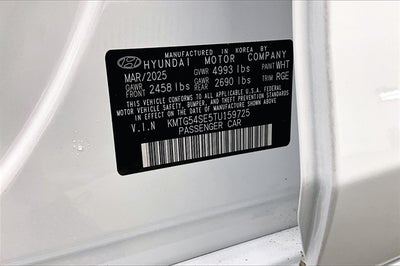 MANUFACTURED IN KOREA BY
HYUNDAI MOTOR COMPANY
MAR/2025 GVWR 4993 lbs PAINT WHT
GAWR FRONT 2458 lbs GAWR REAR 2690 lbs TRIM RGE
THIS VEHICLE CONFORMS TO ALL APPLICABLE U.S. FEDERAL
MOTOR VEHICLE SAFETY, BUMPER, AND THEFT PREVENTION STANDARDS
IN EFFECT ON THE DATE OF MANUFACTURE SHOWN ABOVE.
V.I.N KMTG54SE5TU159725
PASSENGER CAR